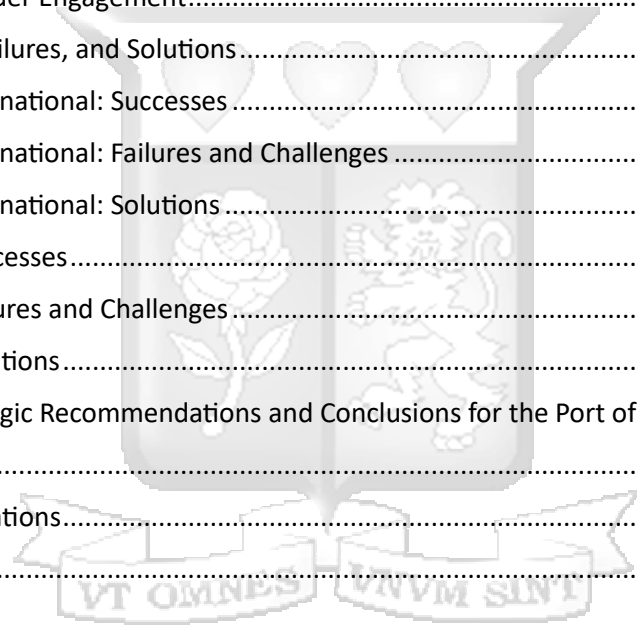 der Engagement
ilures, and Solutions
national: Successes
national: Failures and Challenges
national: Solutions
cesses
ures and Challenges
tions
gic Recommendations and Conclusions for the Port of
tions
VT OMNES VNVM SINT